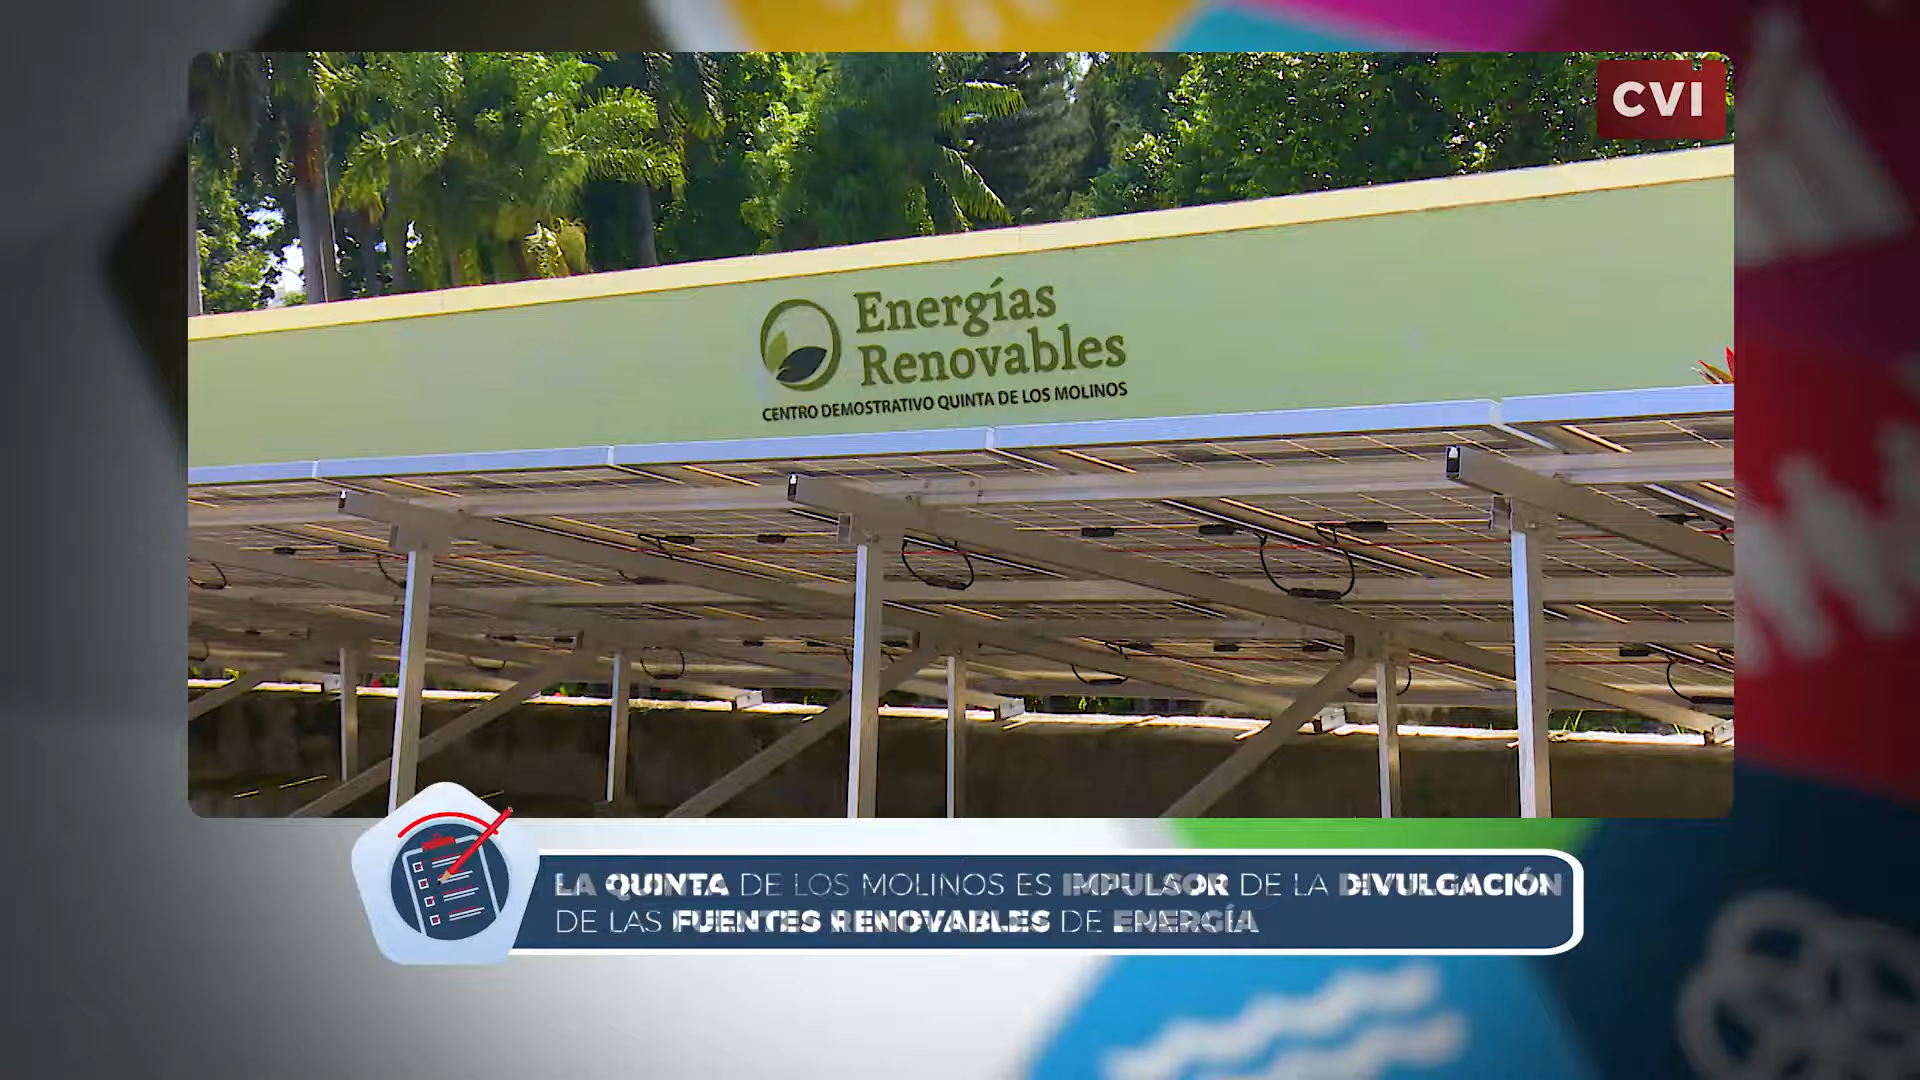 CVI
Energías
Renovables
CENTRO DEMOSTRATIVO QUINTA DE LOS MOLINOS
LA QUINTA DE LOS MOLINOS ES IMPULSOR DE LA DIVULGACIÓN
DE LAS FUENTES RENOVABLES DE ENERGÍA